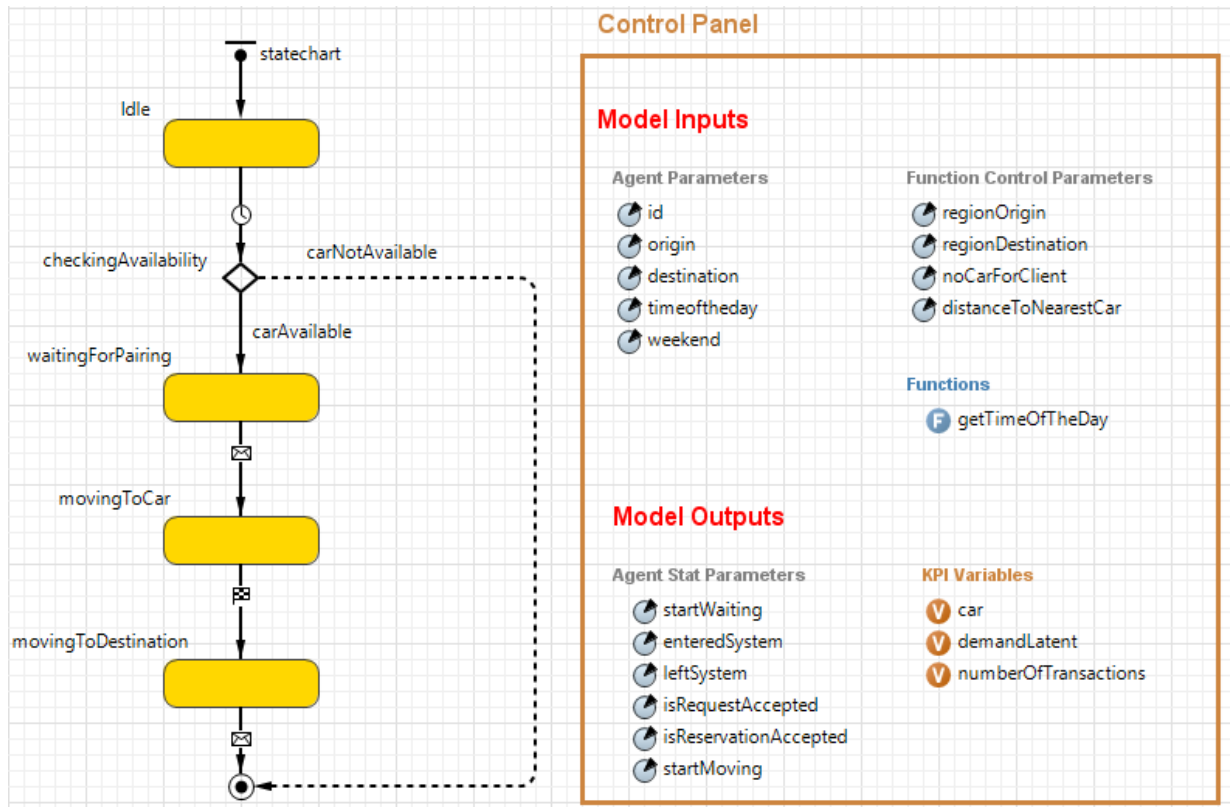 statechart
Idle
checkingAvailability
carNotAvailable
carAvailable
waitingForPairing
movingToCar
movingToDestination
Control Panel
Model Inputs
Agent Parameters
id
origin
destination
timeoftheday
weekend
Function Control Parameters
regionOrigin
regionDestination
noCarForClient
distanceToNearestCar
Functions
F getTimeOfTheDay
Model Outputs
Agent Stat Parameters
startWaiting
enteredSystem
leftSystem
isRequestAccepted
isReservationAccepted
startMoving
KPI Variables
V car
V demandLatent
V numberOfTransactions